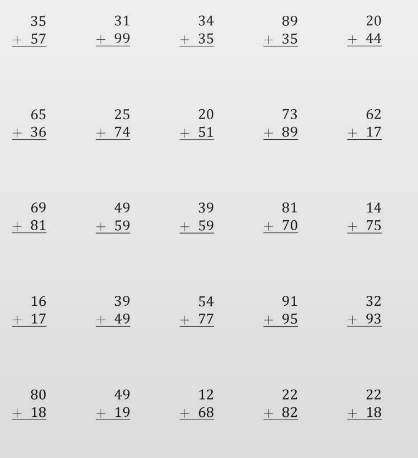 35 31 34 89 20
+ 57 + 99 + 35 + 35 + 44
65 25 20 73 62
+ 36 + 74 + 51 + 89 + 17
69 49 39 81 14
+ 81 + 59 + 59 + 70 + 75
16 39 54 91 32
+ 17 + 49 + 77 + 95 + 93
80 49 12 22 22
+ 18 + 19 + 68 + 82 + 18